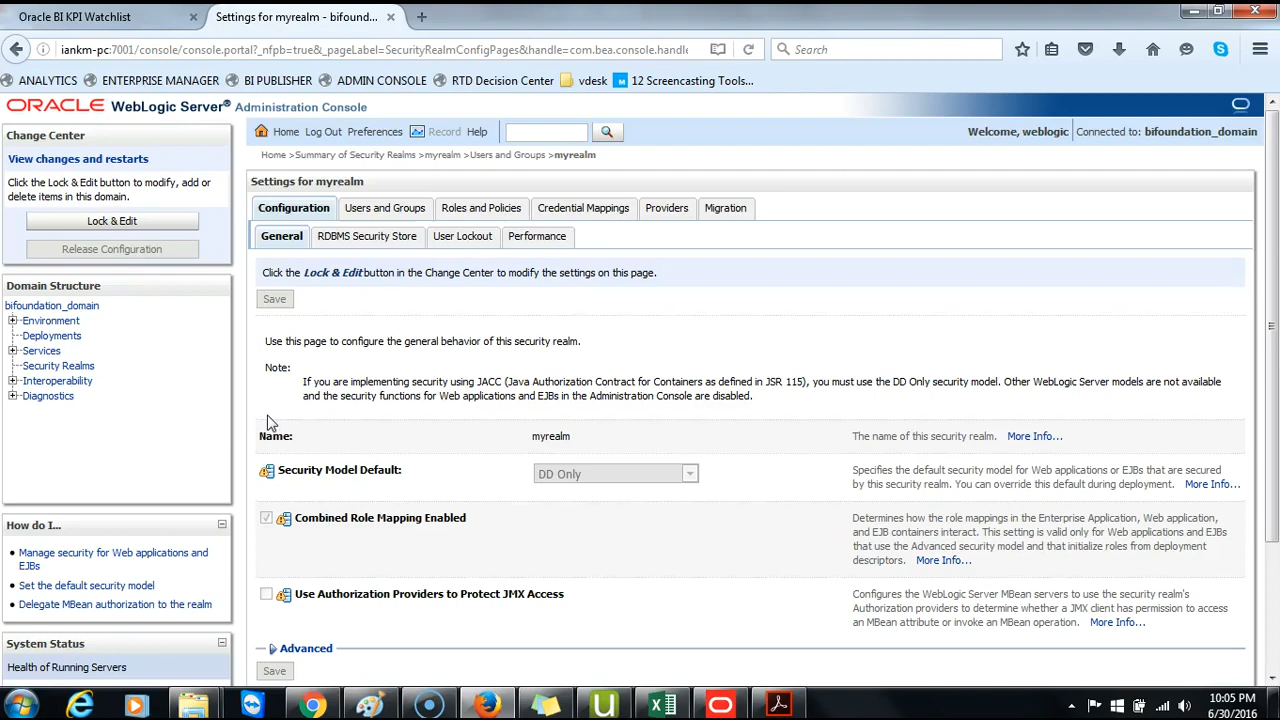 Oracle BI KPI Watchlist
Settings for myrealm - bifound...
iankm-pc:7001/console/console.portal?_nfpb=true&_pageLabel=SecurityRealmConfigPages&handle=com.bea.console.handle
Search
ANALYTICS ENTERPRISE MANAGER BI PUBLISHER ADMIN CONSOLE RTD Decision Center vdesk 12 Screencasting Tools...
ORACLE WebLogic Server® Administration Console
Change Center
View changes and restarts
Click the Lock & Edit button to modify, add or
delete items in this domain.
Lock & Edit
Release Configuration
Domain Structure
bifoundation_domain
Environment
Deployments
Services
Security Realms
Interoperability
Diagnostics
How do I...
Manage security for Web applications and
EJBs
Set the default security model
Delegate MBean authorization to the realm
System Status
Health of Running Servers
Home Log Out Preferences Record Help
Welcome, weblogic Connected to: bifoundation_domain
Home >Summary of Security Realms >myrealm >Users and Groups >myrealm
Settings for myrealm
Configuration Users and Groups Roles and Policies Credential Mappings Providers Migration
General RDBMS Security Store User Lockout Performance
Click the Lock & Edit button in the Change Center to modify the settings on this page.
Save
Use this page to configure the general behavior of this security realm.
Note:
If you are implementing security using JACC (Java Authorization Contract for Containers as defined in JSR 115), you must use the DD Only security model. Other WebLogic Server models are not available
and the security functions for Web applications and EJBs in the Administration Console are disabled.
Name: myrealm The name of this security realm. More Info...
Security Model Default: DD Only Specifies the default security model for Web applications or EJBs that are secured
by this security realm. You can override this default during deployment. More Info...
Combined Role Mapping Enabled Determines how the role mappings in the Enterprise Application, Web application,
and EJB containers interact. This setting is valid only for Web applications and EJBs
that use the Advanced security model and that initialize roles from deployment
descriptors. More Info...
Use Authorization Providers to Protect JMX Access Configures the WebLogic Server MBean servers to use the security realm's
Authorization providers to determine whether a JMX client has permission to access
an MBean attribute or invoke an MBean operation. More Info...
Advanced
Save
10:05 PM
6/30/2016